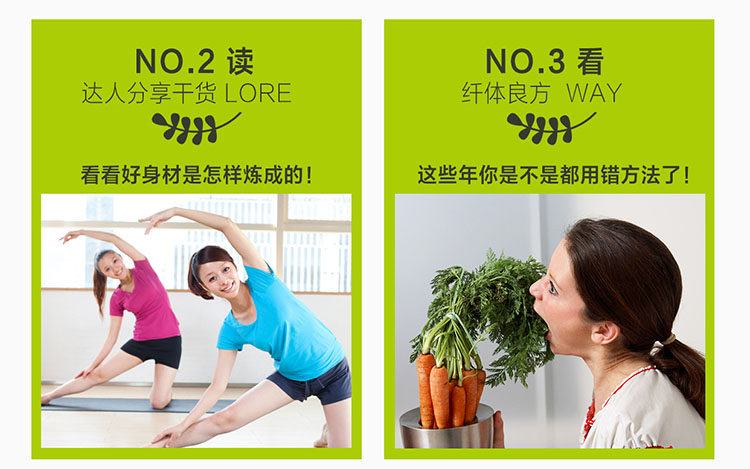 NO.2 读
达人分享干货 LORE
看看好身材是怎样炼成的!
NO.3 看
纤体良方 WAY
这些年你是不是都用错方法了!